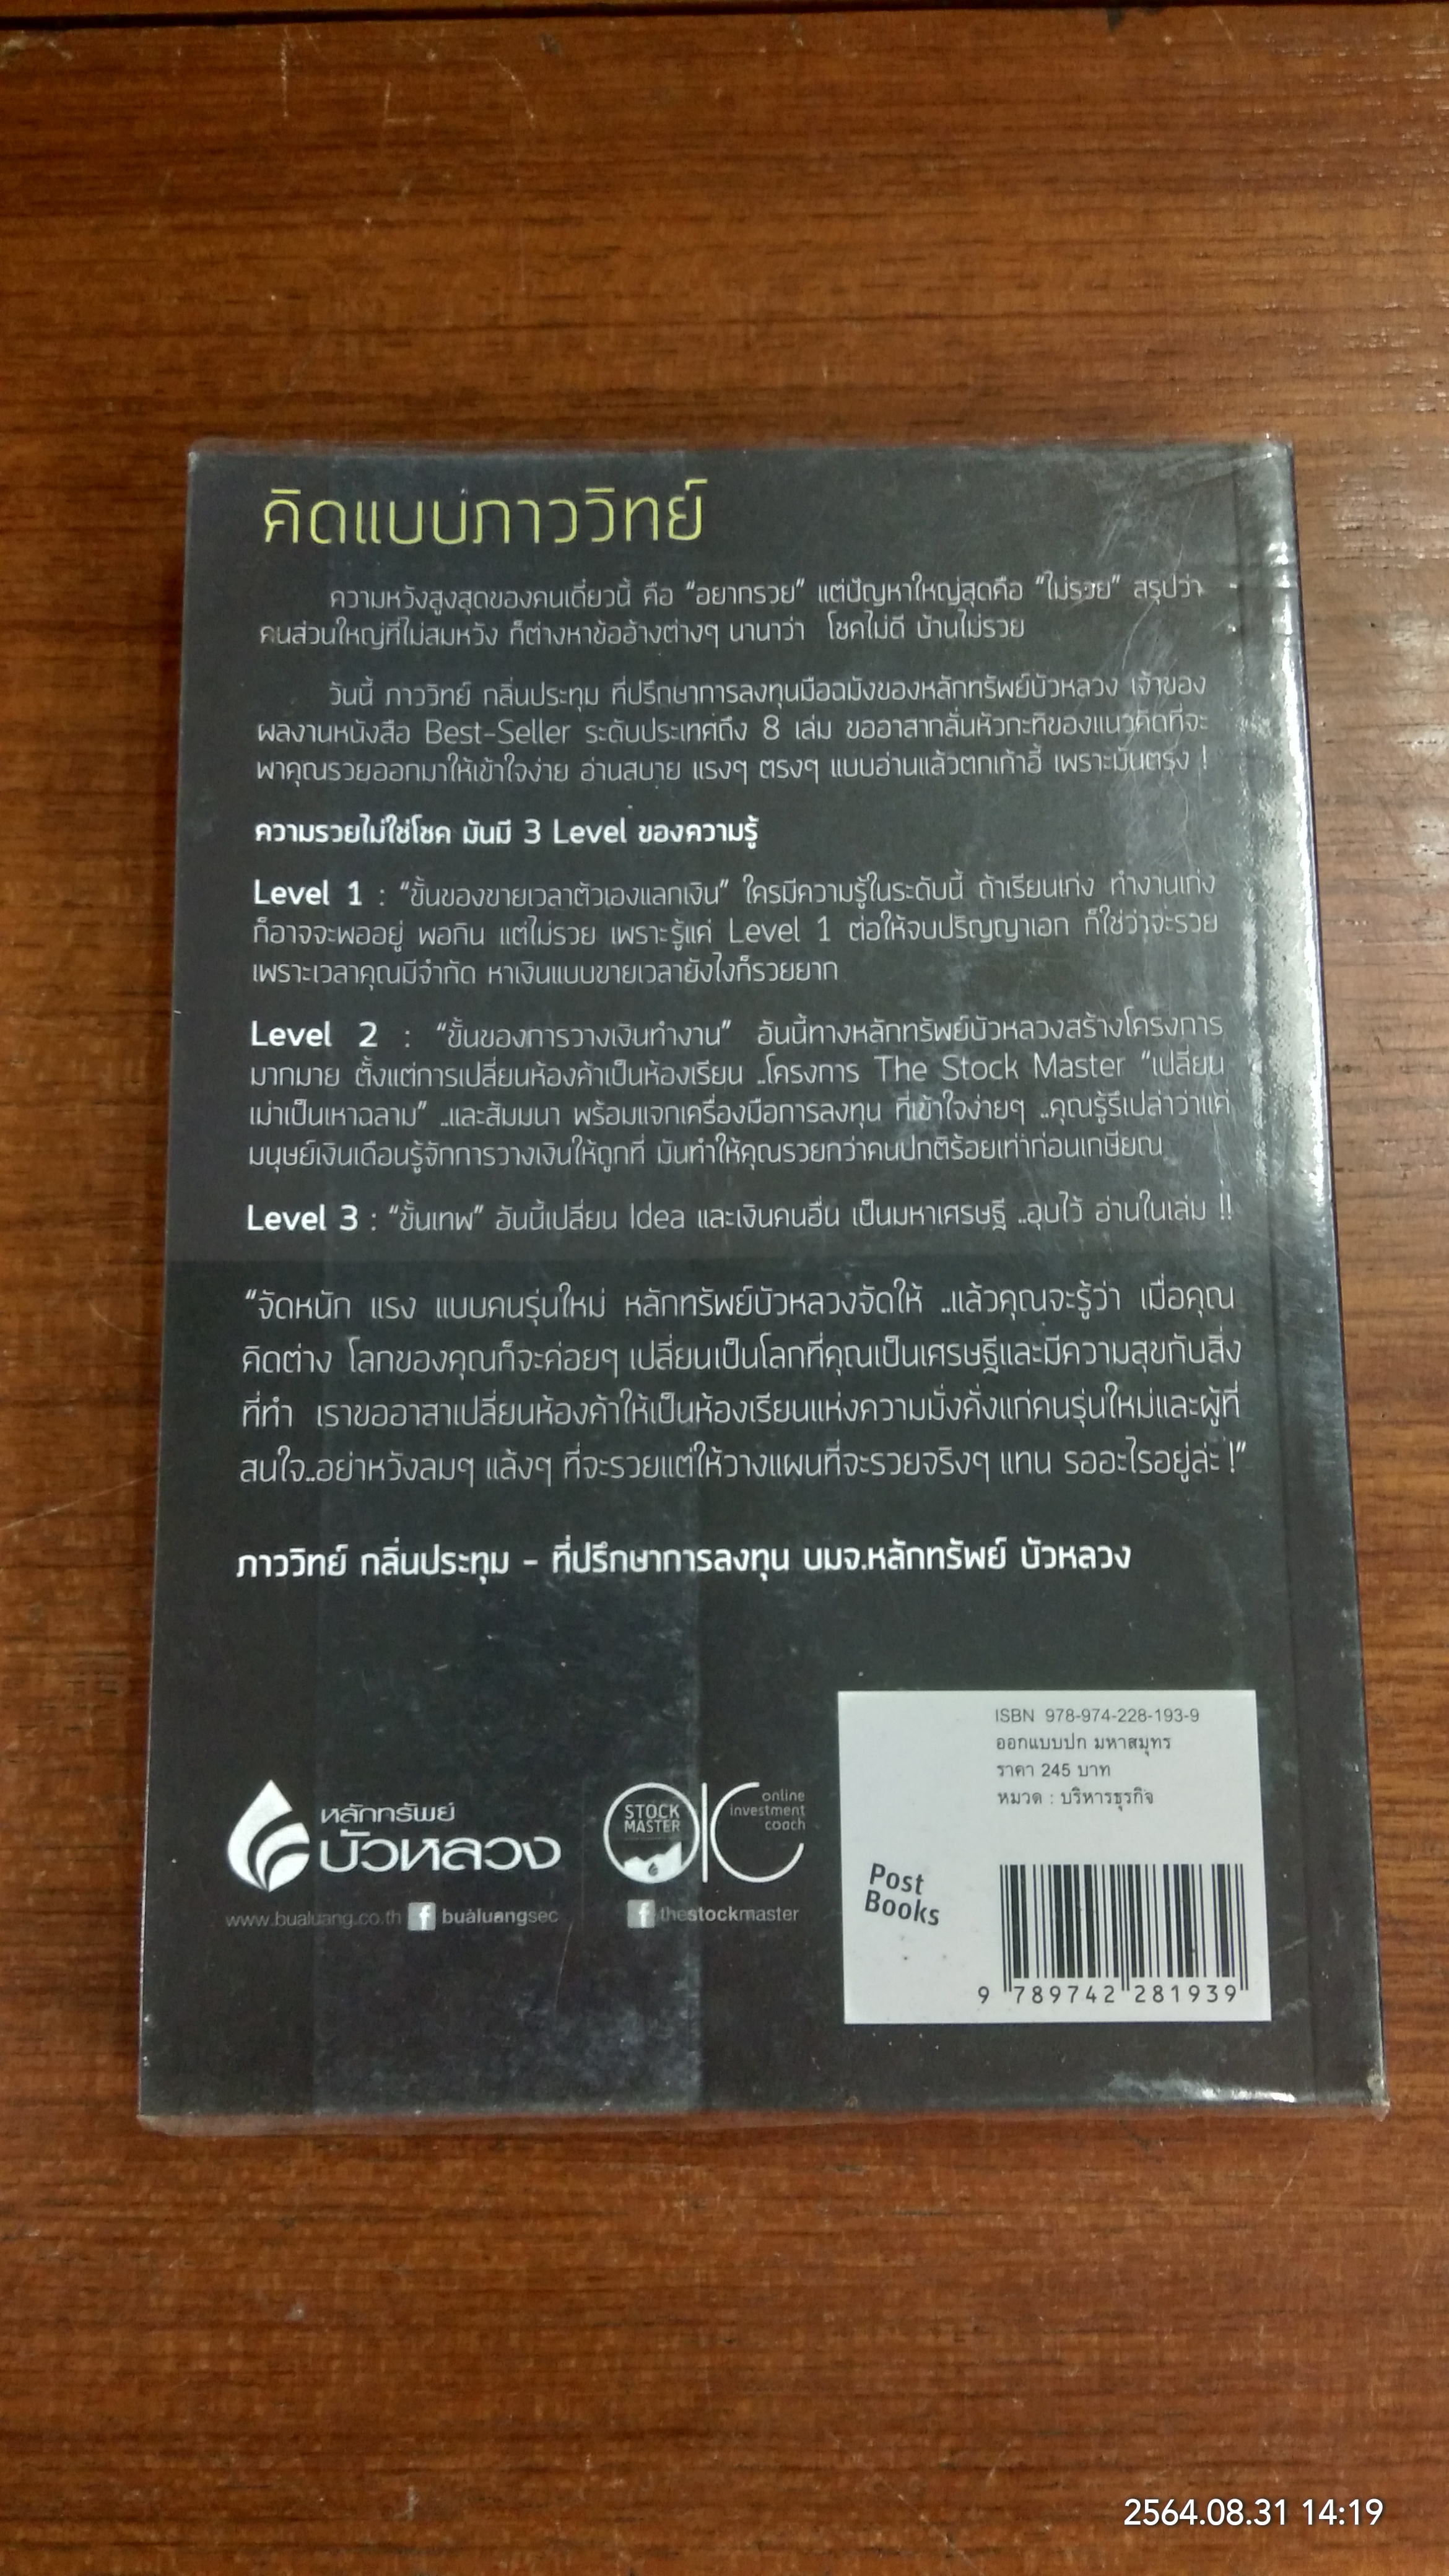 คิดแบบภาววิทย์
ความหวังสูงสุดของคนเดี๋ยวนี้ คือ “อยากรวย” แต่ปัญหาใหญ่สุดคือ “ไม่รวย” สรุปว่า
คนส่วนใหญ่ที่ไม่สมหวัง ก็ต่างหาข้ออ้างต่างๆ นานาว่า โชคไม่ดี บ้านไม่รวย
วันนี้ ภาววิทย์ กลิ่นประทุม ที่ปรึกษาการลงทุนมือฉมังของหลักทรัพย์บัวหลวง เจ้าของ
ผลงานหนังสือ Best-Seller ระดับประเทศถึง 8 เล่ม ขออาสากลั่นหัวกะทิของแนวคิดที่จะ
พาคุณรวยออกมาให้เข้าใจง่าย อ่านสบาย แรงๆ ตรงๆ แบบอ่านแล้วตกเก้าอี้ เพราะมันตรง !
ความรวยไม่ใช่โชค มันมี 3 Level ของความรู้
Level 1 : “ขั้นของขายเวลาตัวเองแลกเงิน” ใครมีความรู้ในระดับนี้ ถ้าเรียนเก่ง ทำงานเก่ง
ก็อาจจะพออยู่ พอกิน แต่ไม่รวย เพราะรู้แค่ Level 1 ต่อให้จบปริญญาเอก ก็ใช่ว่าจะรวย
เพราะเวลาคุณมีจำกัด หาเงินแบบขายเวลายังไงก็รวยยาก
Level 2 : “ขั้นของการวางเงินทำงาน” อันนี้ทางหลักทรัพย์บัวหลวงสร้างโครงการ
มากมาย ตั้งแต่การเปลี่ยนห้องค้าเป็นห้องเรียน ..โครงการ The Stock Master “เปลี่ยน
เม่าเป็นเหาฉลาม” ..และสัมมนา พร้อมแจกเครื่องมือการลงทุน ที่เข้าใจง่ายๆ ..คุณรู้รึเปล่าว่าแค่
มนุษย์เงินเดือนรู้จักการวางเงินให้ถูกที่ มันทำให้คุณรวยกว่าคนปกติร้อยเท่าก่อนเกษียณ
Level 3 : “ขั้นเทพ” อันนี้เปลี่ยน Idea และเงินคนอื่น เป็นมหาเศรษฐี ..อุบไว้ อ่านในเล่ม !!
“จัดหนัก แรง แบบคนรุ่นใหม่ หลักทรัพย์บัวหลวงจัดให้ ..แล้วคุณจะรู้ว่า เมื่อคุณ
คิดต่าง โลกของคุณก็จะค่อยๆ เปลี่ยนเป็นโลกที่คุณเป็นเศรษฐีและมีความสุขกับสิ่ง
ที่ทำ เราขออาสาเปลี่ยนห้องค้าให้เป็นห้องเรียนแห่งความมั่งคั่งแก่คนรุ่นใหม่และผู้ที่
สนใจ..อย่าหวังลมๆ แล้งๆ ที่จะรวยแต่ให้วางแผนที่จะรวยจริงๆ แทน รออะไรอยู่ล่ะ !”
ภาววิทย์ กลิ่นประทุม - ที่ปรึกษาการลงทุน บมจ.หลักทรัพย์ บัวหลวง
หลักทรัพย์
บัวหลวง
www.bualuang.co.th f bualuangsec
STOCK
MASTER
online
investment
coach
f thestockmaster
ISBN 978-974-228-193-9
ออกแบบปก มหาสมุทร
ราคา 245 บาท
หมวด : บริหารธุรกิจ
Post
Books
9 789742 281939
2564.08.31 14:19